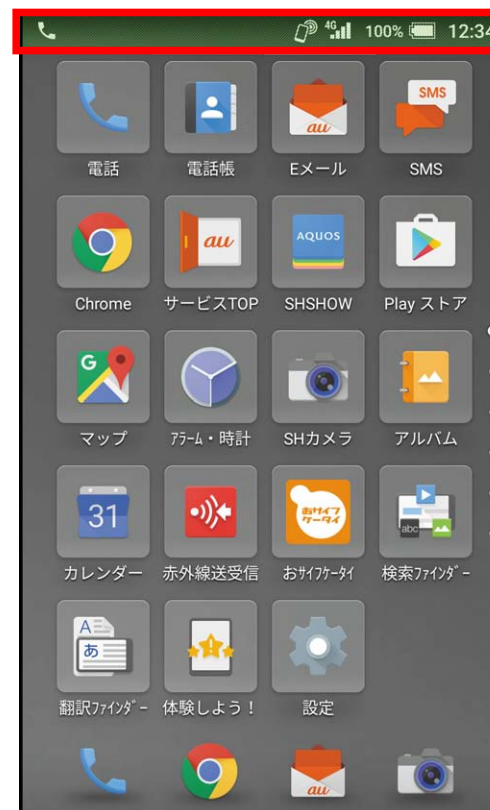 4G 100% 12:34
SMS
au
電話 電話帳 Eメール SMS
au AQUOS
Chrome サービスTOP SHSHOW Play ストア
G
マップ ｱﾗｰﾑ・時計 SHカメラ アルバム
31 おサイフケータイ abc
カレンダー 赤外線送受信 おｻｲﾌｹｰﾀｲ 検索ﾌｧｲﾝﾀﾞｰ
A
あ
翻訳ﾌｧｲﾝﾀﾞｰ 体験しよう！ 設定
au